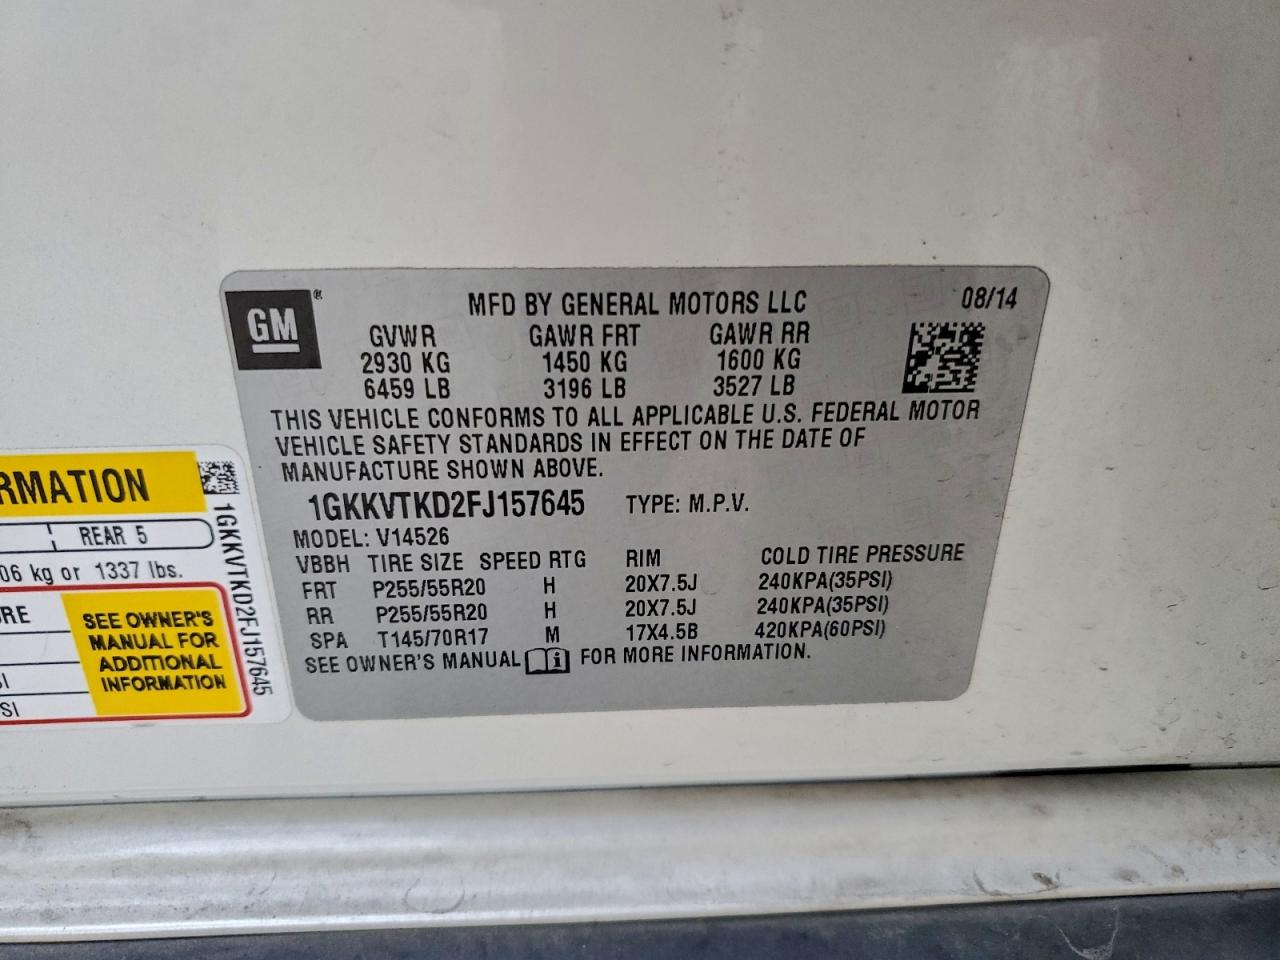 GM ®
MFD BY GENERAL MOTORS LLC 08/14
GVWR GAWR FRT GAWR RR
2930 KG 1450 KG 1600 KG
6459 LB 3196 LB 3527 LB
THIS VEHICLE CONFORMS TO ALL APPLICABLE U.S. FEDERAL MOTOR
VEHICLE SAFETY STANDARDS IN EFFECT ON THE DATE OF
MANUFACTURE SHOWN ABOVE.
1GKKVTKD2FJ157645 TYPE: M.P.V.
MODEL: V14526
VBBH TIRE SIZE SPEED RTG RIM COLD TIRE PRESSURE
FRT P255/55R20 H 20X7.5J 240KPA(35PSI)
RR P255/55R20 H 20X7.5J 240KPA(35PSI)
SPA T145/70R17 M 17X4.5B 420KPA(60PSI)
SEE OWNER'S MANUAL i FOR MORE INFORMATION.
RMATION
REAR 5
06 kg or 1337 lbs.
RE
SI
SEE OWNER'S
MANUAL FOR
ADDITIONAL
INFORMATION
1GKKVTKD2FJ157645